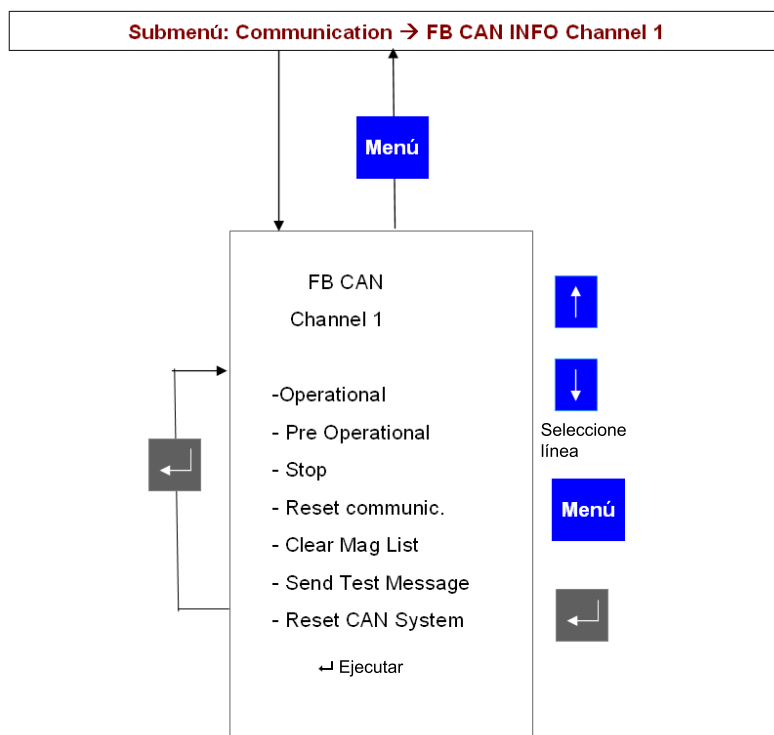 Submenú: Communication → FB CAN INFO Channel 1
Menú
FB CAN
Channel 1
-Operational
- Pre Operational
- Stop
- Reset communic.
- Clear Mag List
- Send Test Message
- Reset CAN System
↵ Ejecutar
Seleccione
línea
Menú